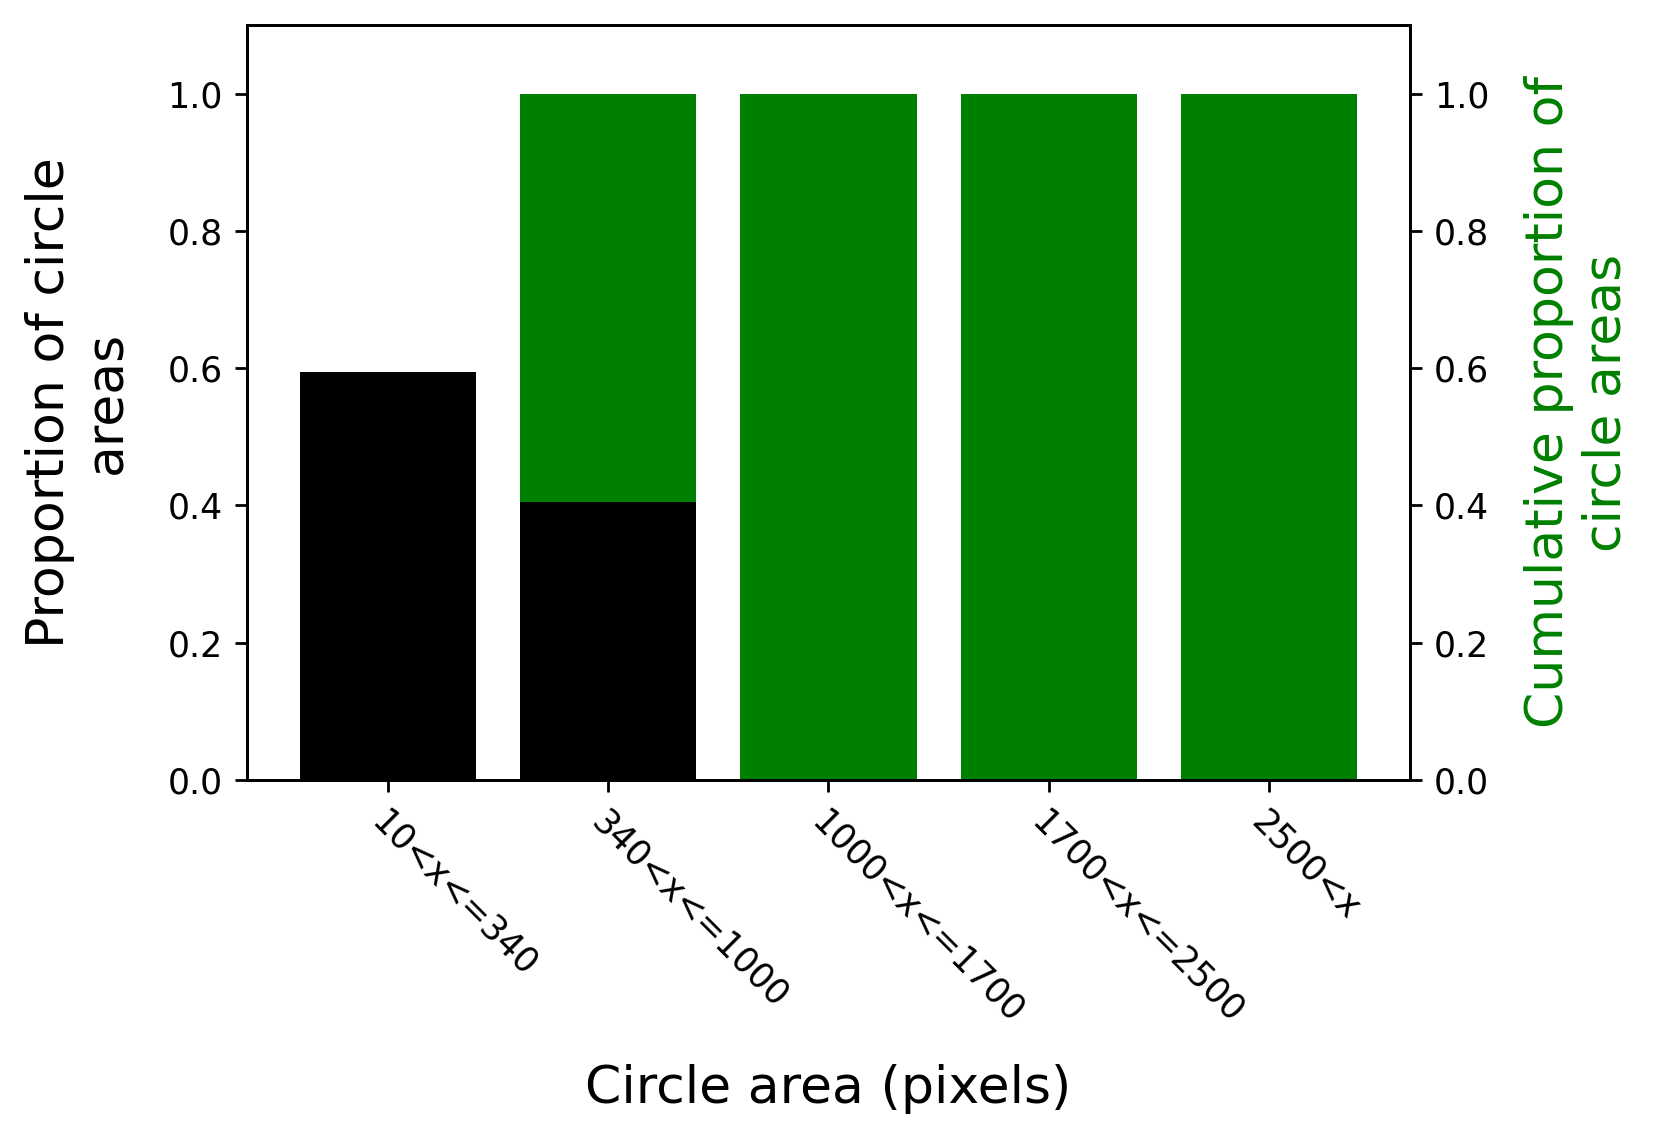 Proportion of circle
areas
1.0
0.8
0.6
0.4
0.2
0.0
1.0
0.8
0.6
0.4
0.2
0.0
Cumulative proportion of
circle areas
10<x<=340
340<x<=1000
1000<x<=1700
1700<x<=2500
2500<x
Circle area (pixels)